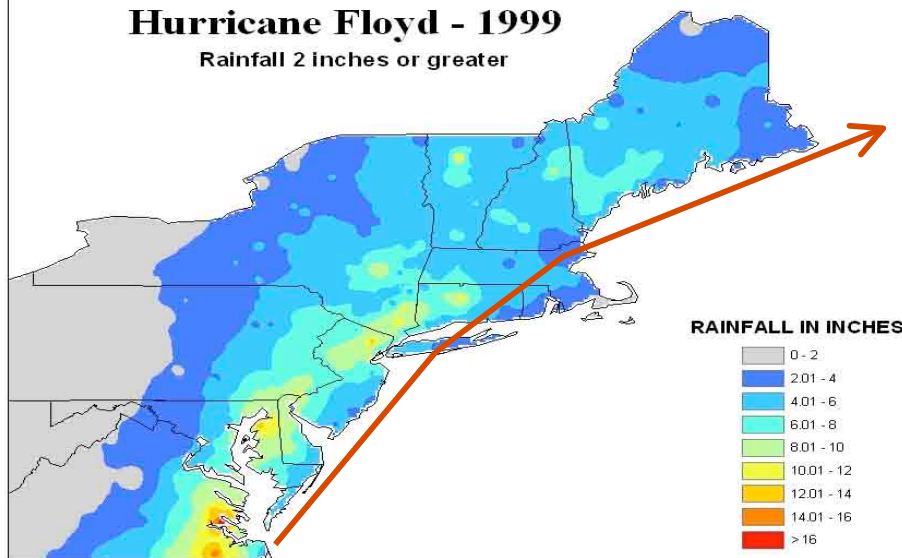 Hurricane Floyd - 1999
Rainfall 2 inches or greater
RAINFALL IN INCHES
0 - 2
2.01 - 4
4.01 - 6
6.01 - 8
8.01 - 10
10.01 - 12
12.01 - 14
14.01 - 16
> 16